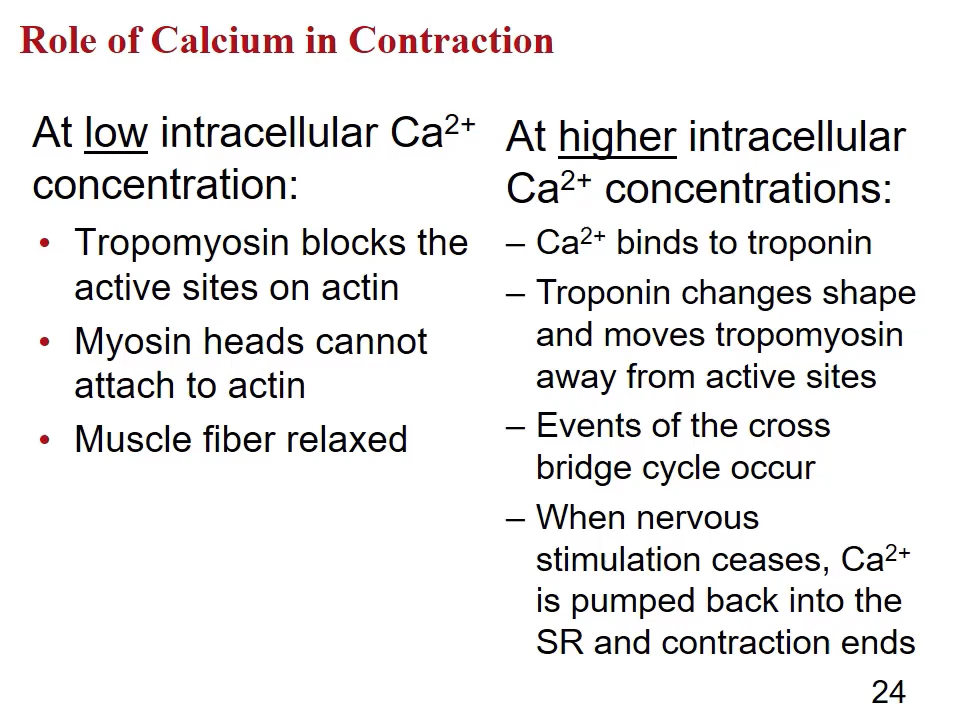 Role of Calcium in Contraction
At low intracellular Ca²⁺
concentration:
• Tropomyosin blocks the
active sites on actin
• Myosin heads cannot
attach to actin
• Muscle fiber relaxed
At higher intracellular
Ca²⁺ concentrations:
– Ca²⁺ binds to troponin
– Troponin changes shape
and moves tropomyosin
away from active sites
– Events of the cross
bridge cycle occur
– When nervous
stimulation ceases, Ca²⁺
is pumped back into the
SR and contraction ends
24